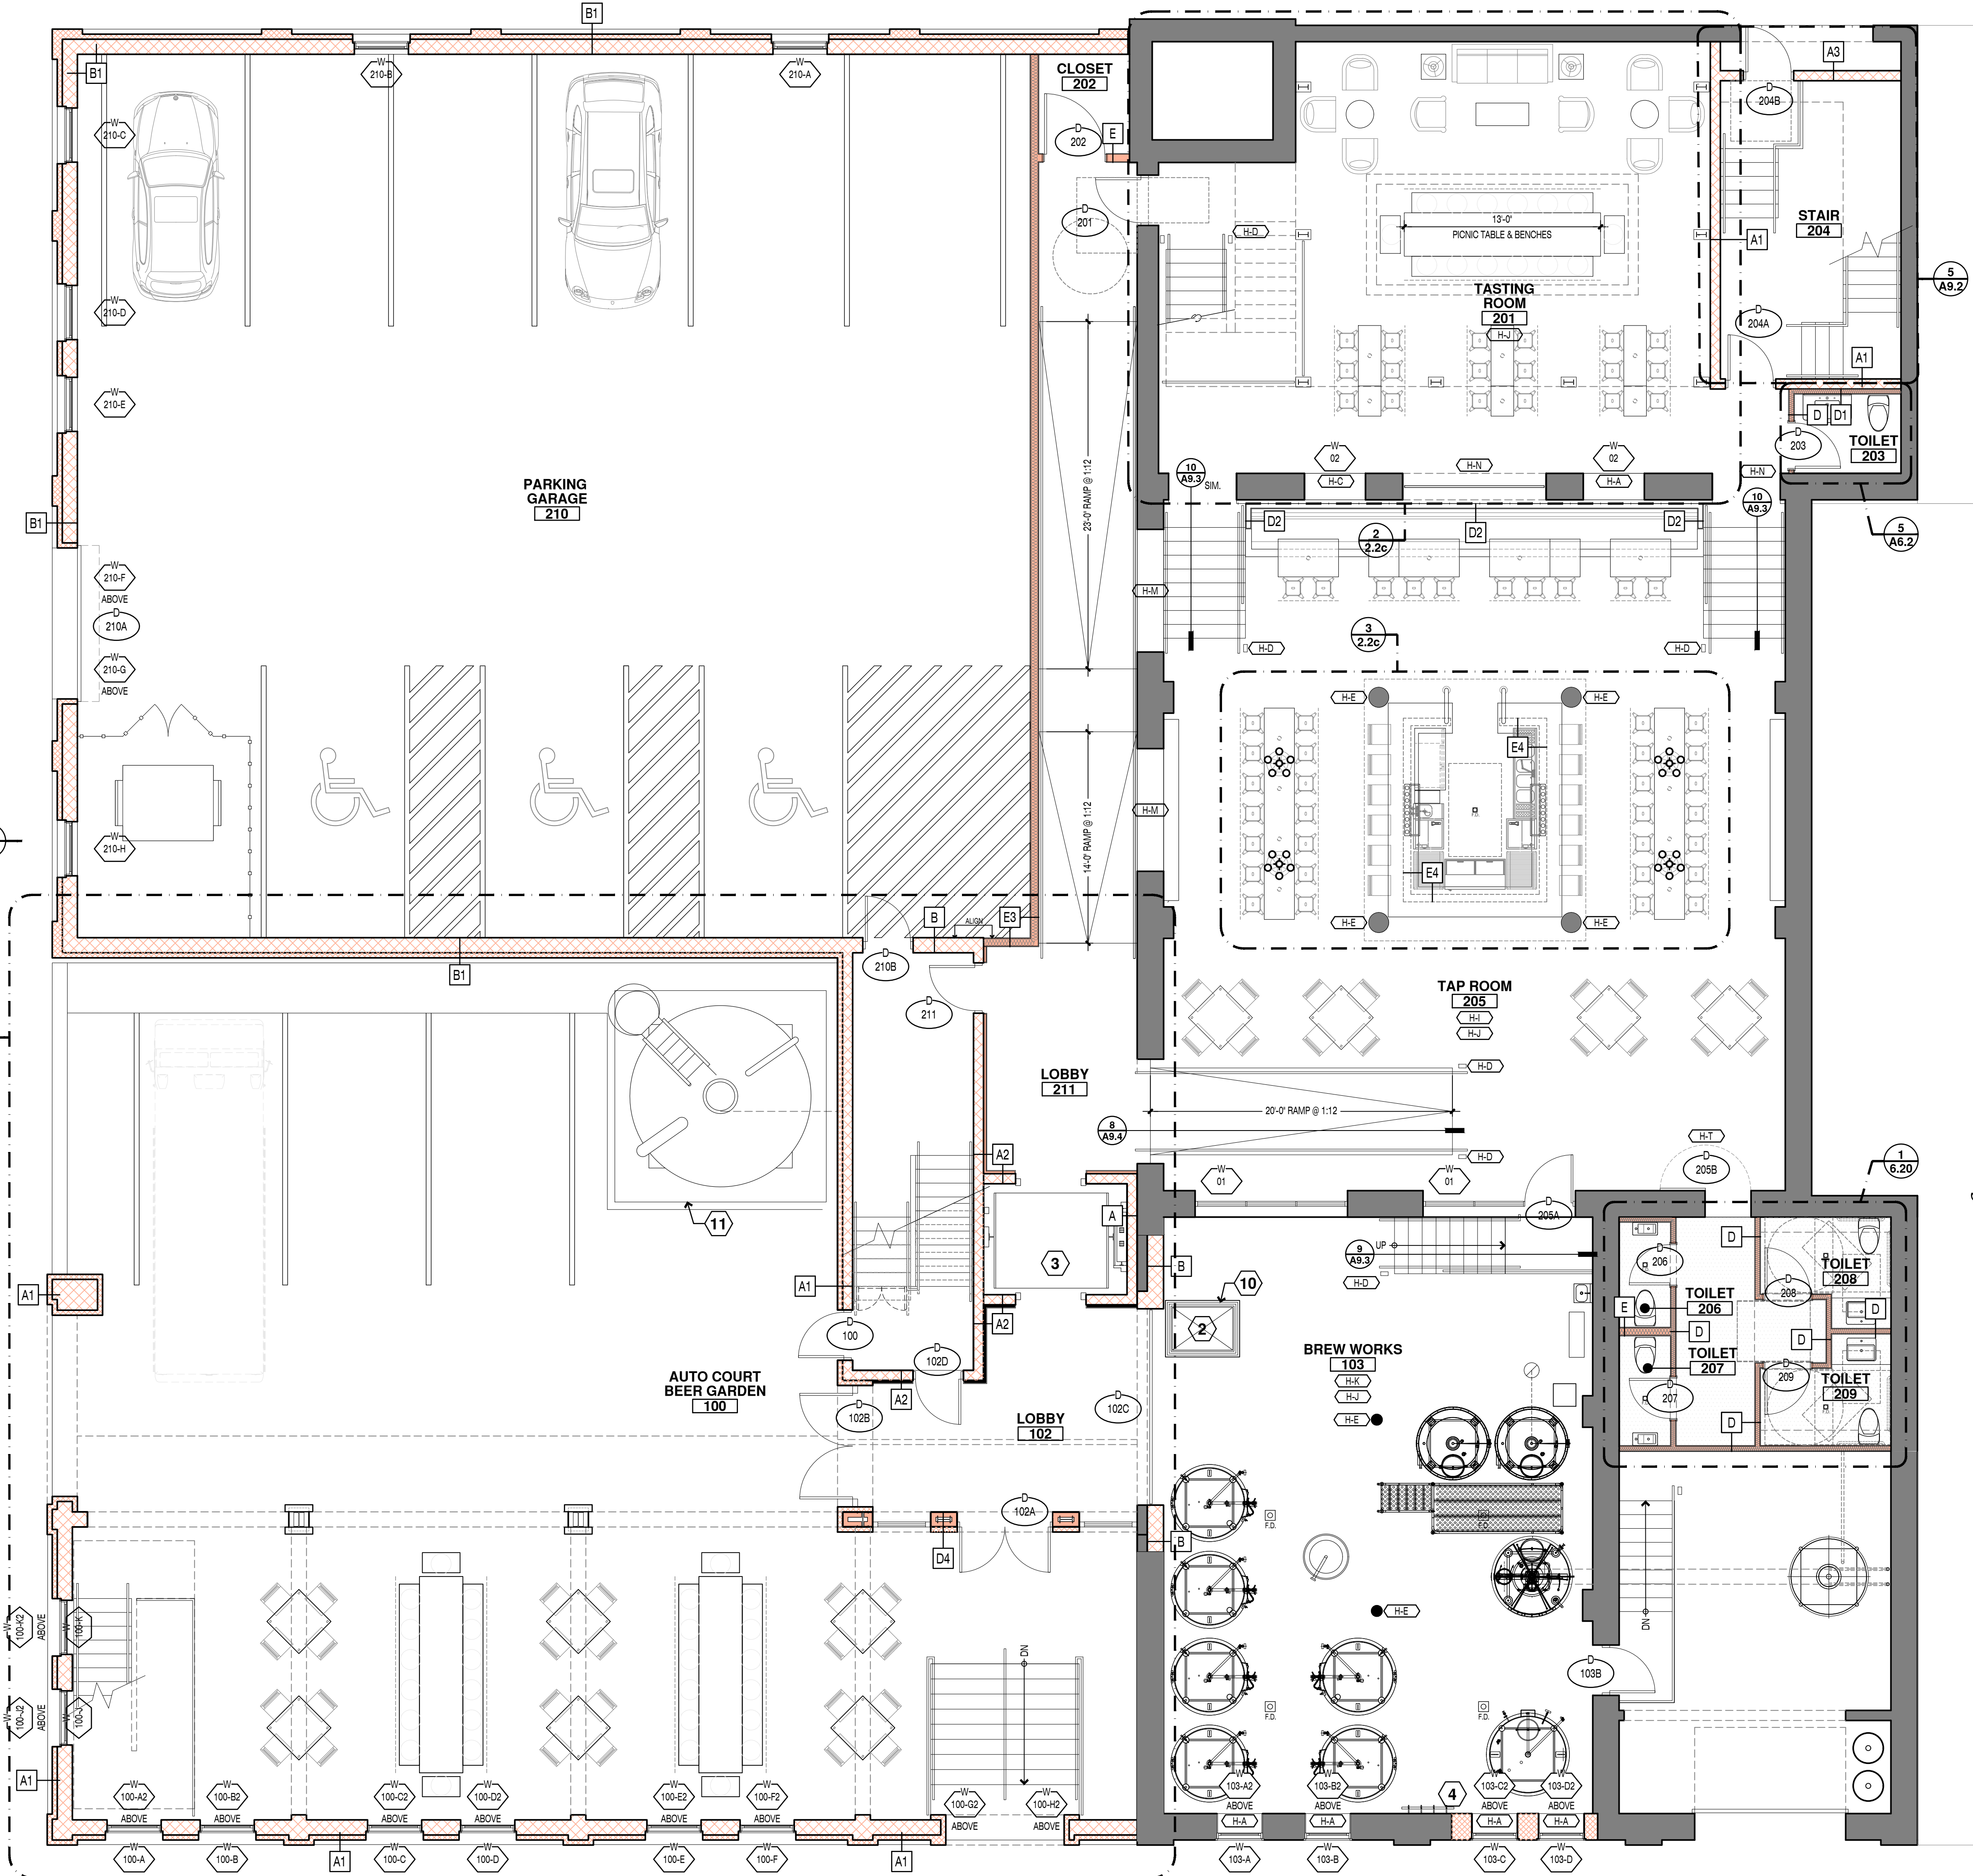 B1
B1
W
210-B
W
210-A
CLOSET
202
D
202
E
D
201
W
210-C
W
210-D
W
210-E
B1
PARKING
GARAGE
210
W
210-F
ABOVE
D
210A
W
210-G
ABOVE
W
210-H
23'-0" RAMP @ 1:12
14'-0" RAMP @ 1:12
H-D
13'-0"
PICNIC TABLE & BENCHES
TASTING
ROOM
201
H-J
A3
D
204B
STAIR
204
A1
5
A9.2
D
204A
A1
D
D1
D
203
TOILET
203
H-N
W
02
H-C
H-N
W
02
H-A
10
A9.3
SIM.
10
A9.3
5
A6.2
D2
D2
D2
2
2.2c
H-M
3
2.2c
H-D
H-D
H-E
H-E
E4
H-M
E4
F.D.
H-E
H-E
B
ALIGN
E3
B1
D
210B
D
211
TAP ROOM
205
H-I
H-J
LOBBY
211
H-D
20'-0" RAMP @ 1:12
8
A9.4
H-D
H-T
D
205B
1
6.20
A2
W
01
W
01
D
205A
11
A
3
B
A1
A1
A2
10
2
9
A9.3
UP
H-D
D
206
D
TOILET
208
D
208
TOILET
206
E
D
D
D
TOILET
207
D
207
D
209
TOILET
209
D
D
100
D
102D
A2
AUTO COURT
BEER GARDEN
100
D
102B
LOBBY
102
D
102C
BREW WORKS
103
H-K
H-J
H-E
D
102A
D4
B
F.D.
F.D.
H-E
DN
D
103B
W
100-K2
ABOVE
W
100-K
W
100-J2
ABOVE
W
100-J
DN
F.D.
F.D.
A1
W
100-A2
ABOVE
W
100-B2
ABOVE
W
100-C2
ABOVE
W
100-D2
ABOVE
W
100-E2
ABOVE
W
100-F2
ABOVE
W
100-G2
ABOVE
W
100-H2
ABOVE
W
103-A2
ABOVE
H-A
W
103-B2
ABOVE
H-A
4
W
103-C2
ABOVE
H-A
W
103-D2
ABOVE
H-A
W
100-A
W
100-B
A1
W
100-C
W
100-D
W
100-E
W
100-F
A1
W
103-A
W
103-B
W
103-C
W
103-D